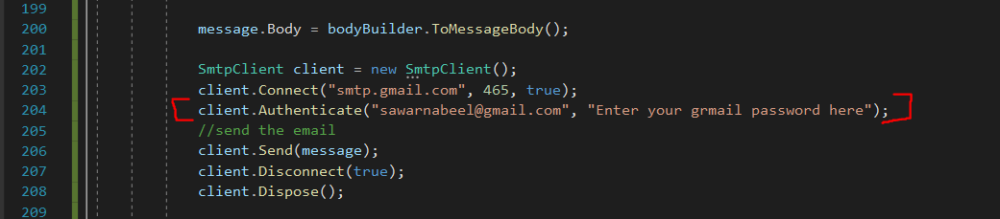 199
200 message.Body = bodyBuilder.ToMessageBody();
201
202 SmtpClient client = new SmtpClient();
203 client.Connect("smtp.gmail.com", 465, true);
204 client.Authenticate("sawarnabeel@gmail.com", "Enter your grmail password here");
205 //send the email
206 client.Send(message);
207 client.Disconnect(true);
208 client.Dispose();
209